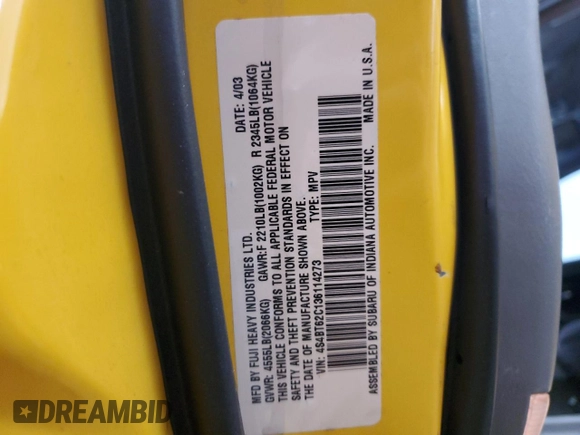 MFD BY FUJI HEAVY INDUSTRIES LTD. DATE: 4/03
GVWR: 4555LB(2066KG) GAWR:F 2210LB(1002KG) R 2345LB(1064KG)
THIS VEHICLE CONFORMS TO ALL APPLICABLE FEDERAL MOTOR VEHICLE
SAFETY AND THEFT PREVENTION STANDARDS IN EFFECT ON
THE DATE OF MANUFACTURE SHOWN ABOVE.
VIN: 4S4BT62C136114273 TYPE: MPV
ASSEMBLED BY SUBARU OF INDIANA AUTOMOTIVE INC. MADE IN U.S.A.
DREAMBID